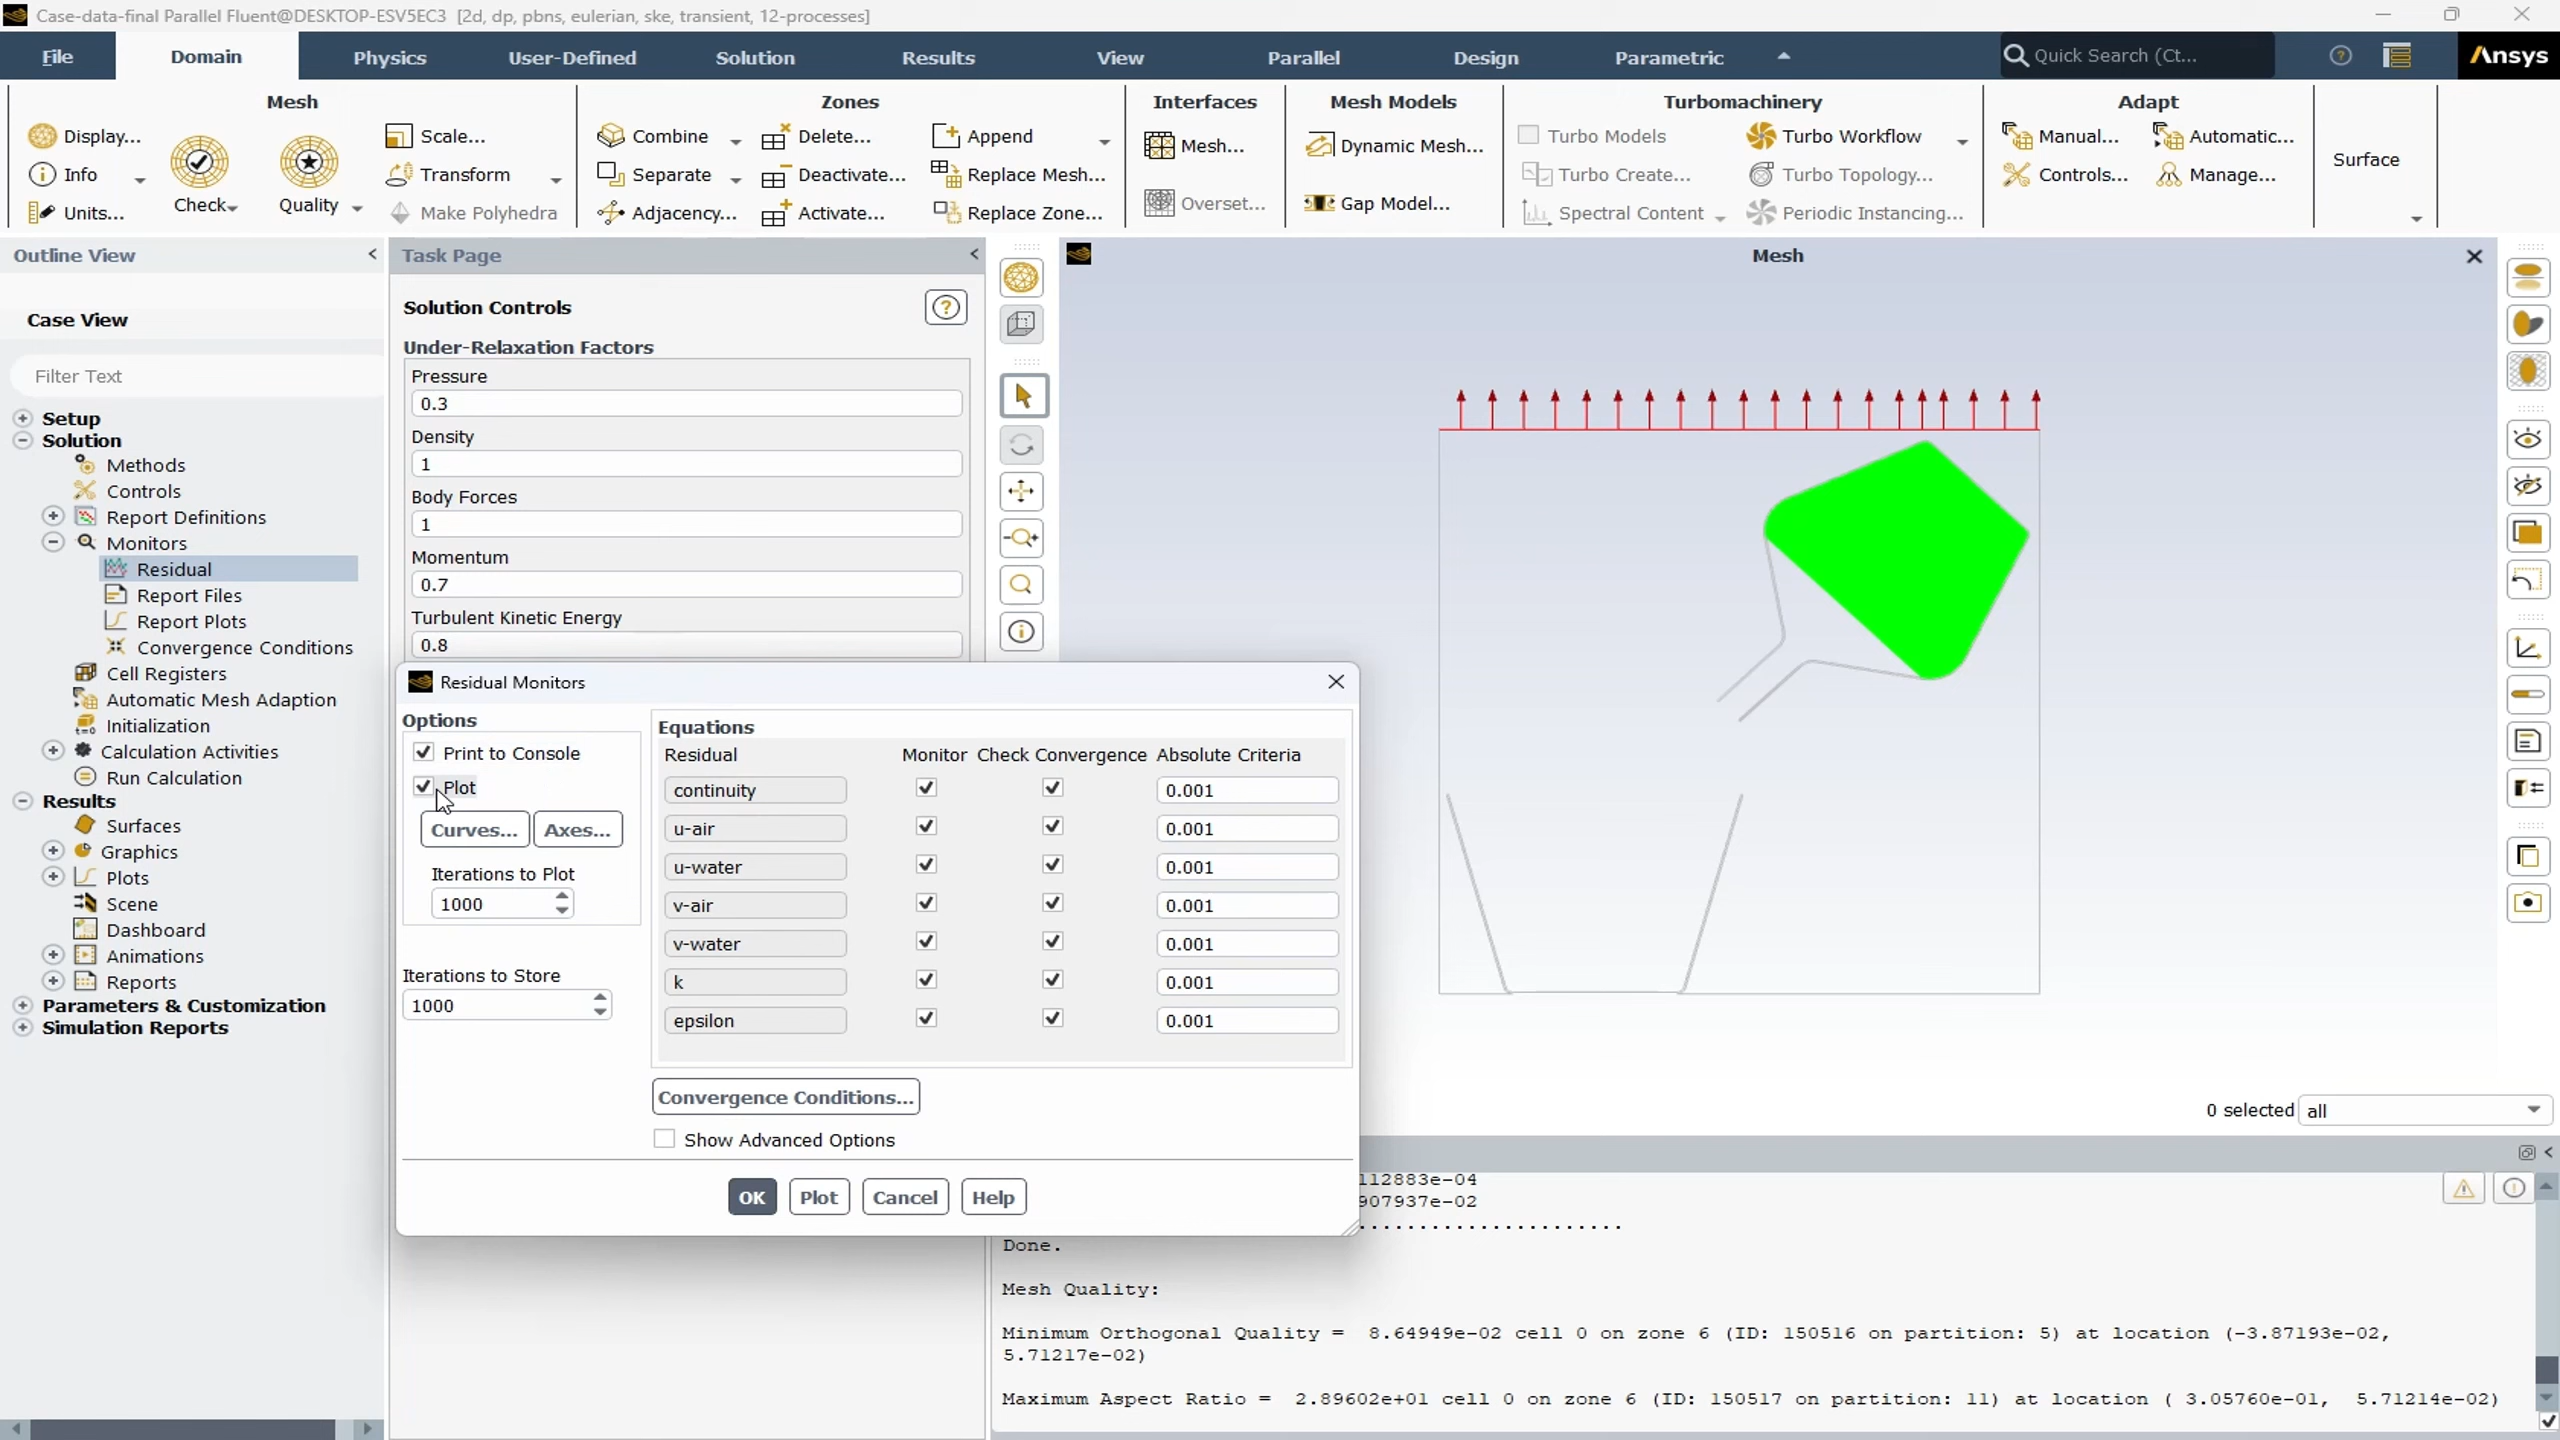 Case-data-final Parallel Fluent@DESKTOP-ESV5EC3 [2d, dp, pbns, eulerian, ske, transient, 12-processes]
File Domain Physics User-Defined Solution Results View Parallel Design Parametric Quick Search (Ct... Ansys
Mesh Zones Interfaces Mesh Models Turbomachinery Adapt
Display... Scale... Combine Delete... Append Mesh... Dynamic Mesh... Turbo Models Turbo Workflow Manual... Automatic...
Surface
Info Transform Separate Deactivate... Replace Mesh... Turbo Create... Turbo Topology... Controls... Manage...
Check Quality
Units... Make Polyhedra Adjacency... Activate... Replace Zone... Overset... Gap Model... Spectral Content Periodic Instancing...
Outline View
Case View
Filter Text
Setup
Solution
Methods
Controls
Report Definitions
Monitors
Residual
Report Files
Report Plots
Convergence Conditions
Cell Registers
Automatic Mesh Adaption
Initialization
Calculation Activities
Run Calculation
Results
Surfaces
Graphics
Plots
Scene
Dashboard
Animations
Reports
Parameters & Customization
Simulation Reports
Task Page
Solution Controls
Under-Relaxation Factors
Pressure
0.3
Density
1
Body Forces
1
Momentum
0.7
Turbulent Kinetic Energy
0.8
Residual Monitors
Options
Print to Console
Plot
Curves... Axes...
Iterations to Plot
1000
Iterations to Store
1000
Equations
Residual Monitor Check Convergence Absolute Criteria
continuity 0.001
u-air 0.001
u-water 0.001
v-air 0.001
v-water 0.001
k 0.001
epsilon 0.001
Convergence Conditions...
Show Advanced Options
OK Plot Cancel Help
Mesh
0 selected all
112883e-04
907937e-02
.......................
Done.
Mesh Quality:
Minimum Orthogonal Quality = 8.64949e-02 cell 0 on zone 6 (ID: 150516 on partition: 5) at location (-3.87193e-02,
5.71217e-02)
Maximum Aspect Ratio = 2.89602e+01 cell 0 on zone 6 (ID: 150517 on partition: 11) at location ( 3.05760e-01, 5.71214e-02)